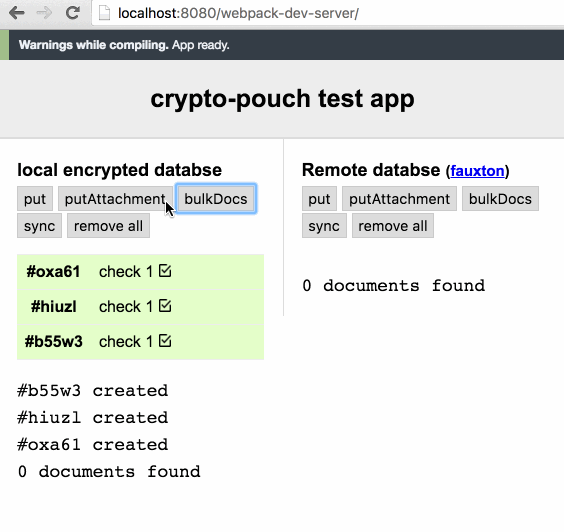 localhost:8080/webpack-dev-server/
Warnings while compiling. App ready.
crypto-pouch test app
local encrypted databse
put putAttachment bulkDocs
sync remove all
#oxa61 check 1
#hiuzl check 1
#b55w3 check 1
#b55w3 created
#hiuzl created
#oxa61 created
0 documents found
Remote databse (fauxton)
put putAttachment bulkDocs
sync remove all
0 documents found